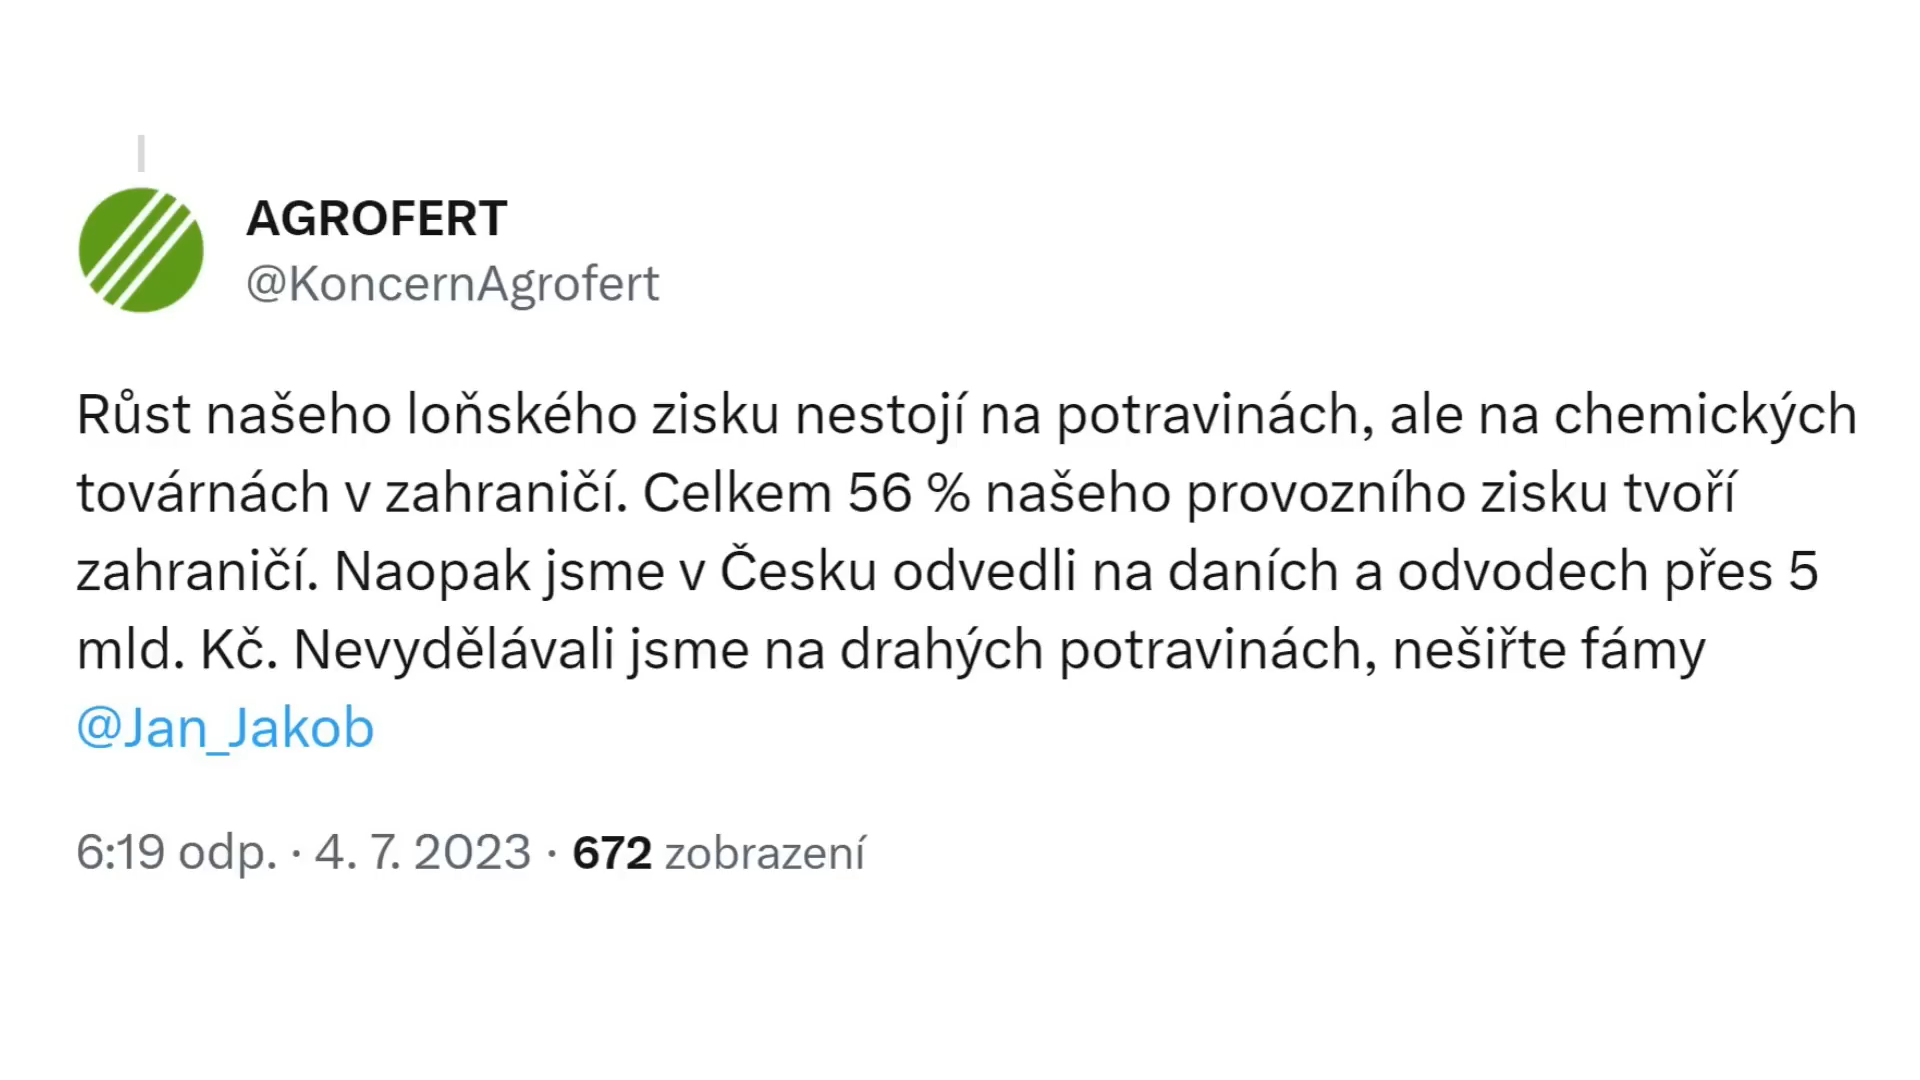 AGROFERT
@KoncernAgrofert
Růst našeho loňského zisku nestojí na potravinách, ale na chemických
továrnách v zahraničí. Celkem 56 % našeho provozního zisku tvoří
zahraničí. Naopak jsme v Česku odvedli na daních a odvodech přes 5
mld. Kč. Nevydělávali jsme na drahých potravinách, nešiřte fámy
@Jan_Jakob
6:19 odp. · 4. 7. 2023 · 672 zobrazení